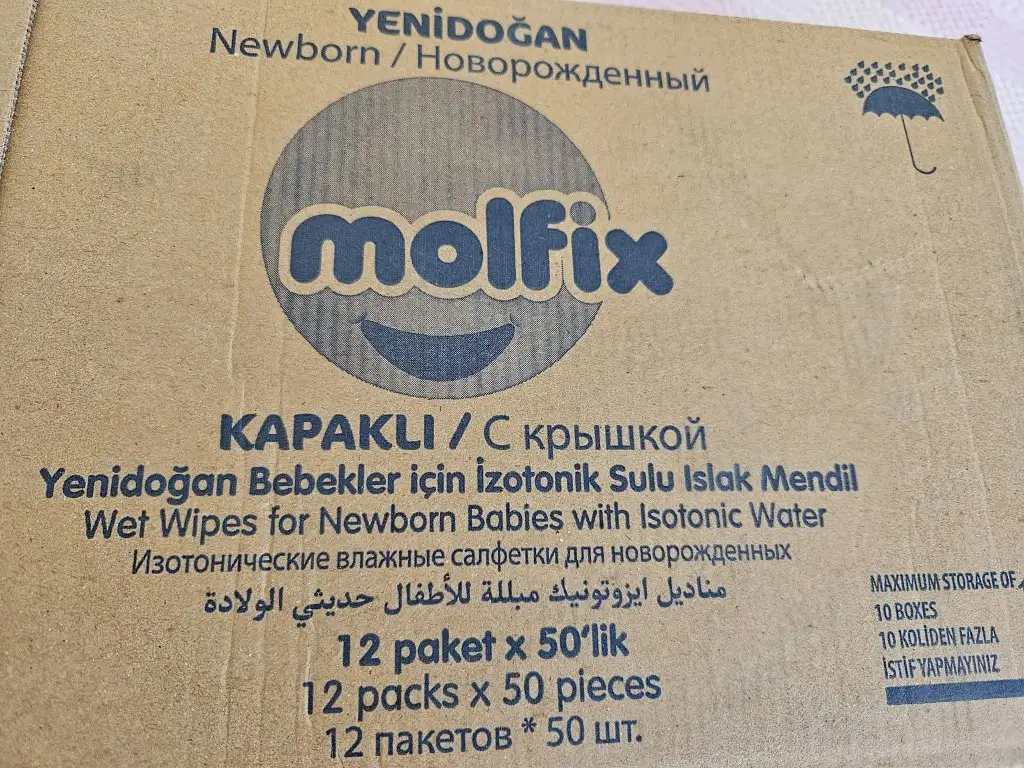 YENİDOĞAN
Newborn / Новорожденный
molfix
KAPAKLI / С крышкой
Yenidoğan Bebekler için İzotonik Sulu Islak Mendil
Wet Wipes for Newborn Babies with Isotonic Water
Изотонические влажные салфетки для новорожденных
مناديل ايزوتونيك مبللة للأطفال حديثي الولادة
12 paket x 50'lik
12 packs x 50 pieces
12 пакетов * 50 шт.
MAXIMUM STORAGE OF
10 BOXES
10 KOLİDEN FAZLA
İSTİF YAPMAYINIZ